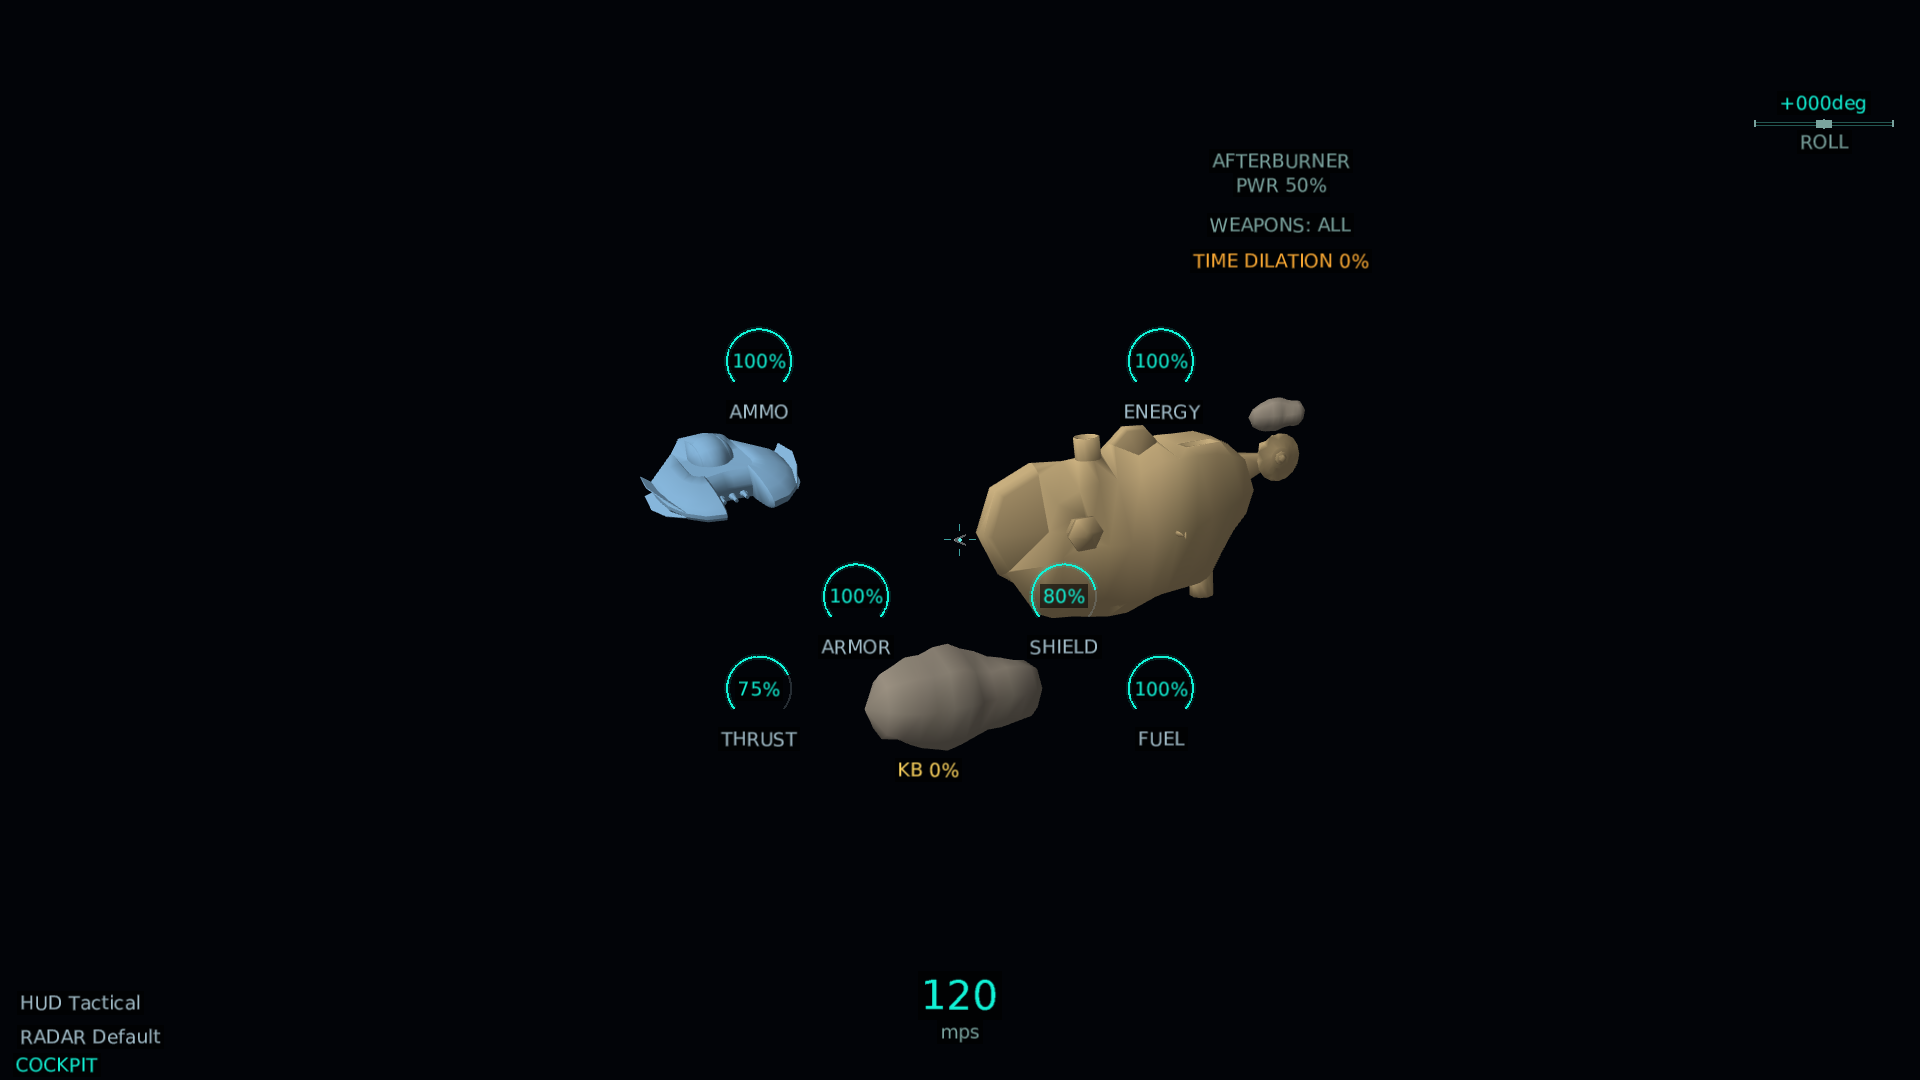 +000deg
ROLL
AFTERBURNER
PWR 50%
WEAPONS: ALL
TIME DILATION 0%
100%
AMMO
100%
ENERGY
100%
ARMOR
80%
SHIELD
75%
THRUST
100%
FUEL
KB 0%
120
mps
HUD Tactical
RADAR Default
COCKPIT